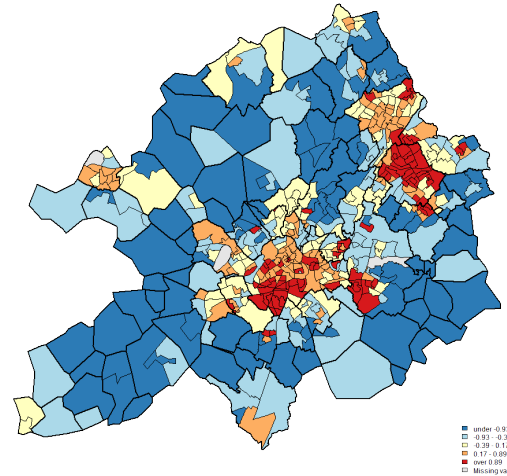 under -0.9
-0.93 - -0.3
-0.39 - 0.1
0.17 - 0.89
over 0.89
Missing va